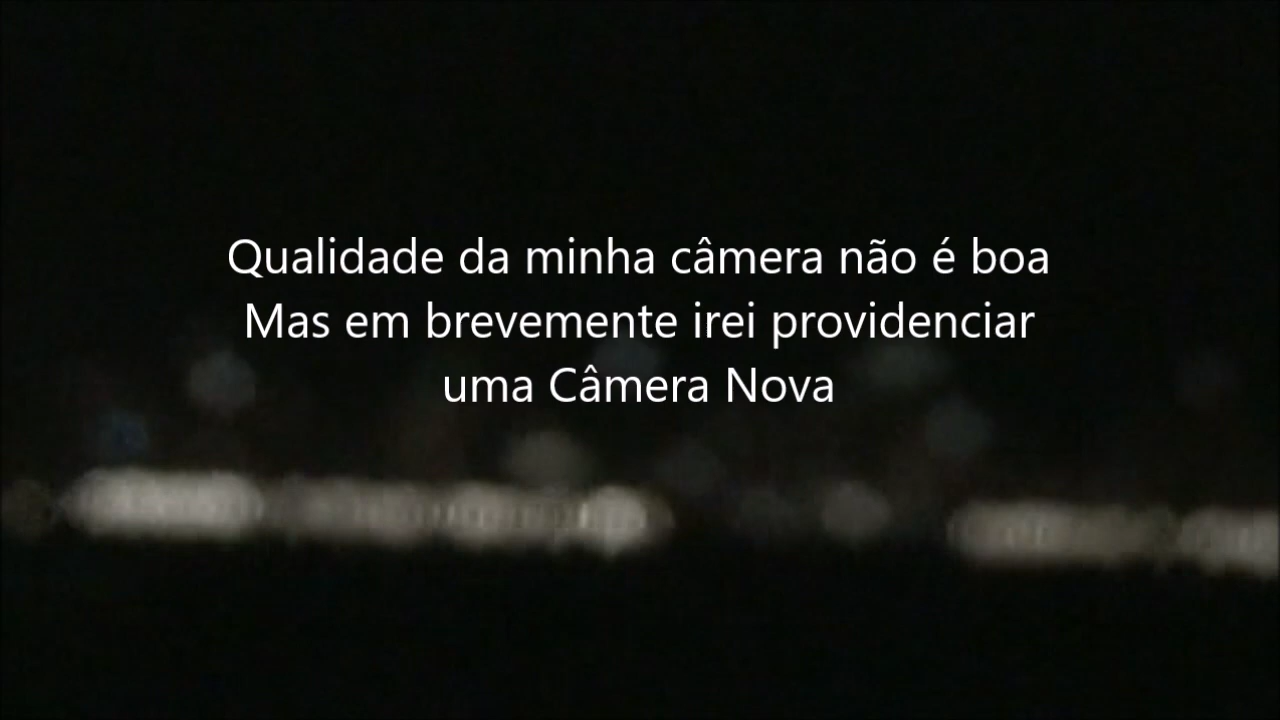 Qualidade da minha câmera não é boa
Mas em brevemente irei providenciar
uma Câmera Nova